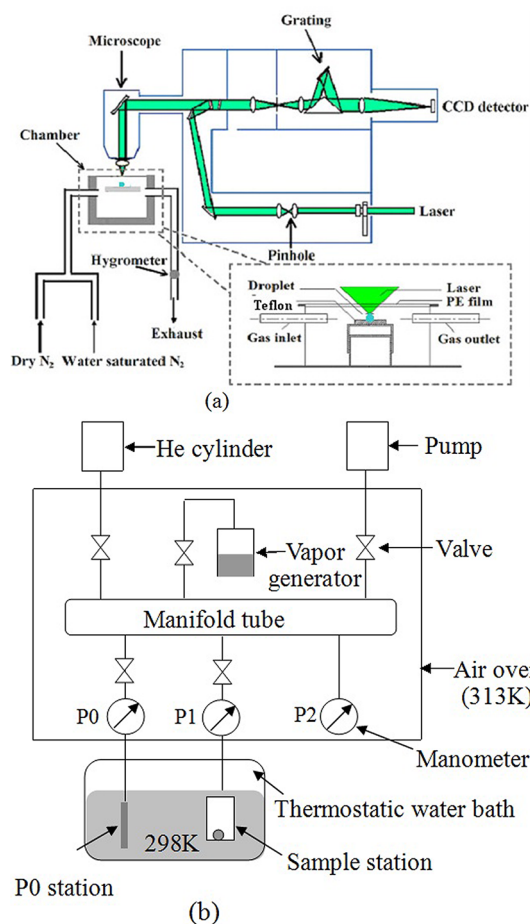 Grating
Microscope
CCD detector
Chamber
Laser
Pinhole
Hygrometer
Droplet
Laser
Teflon
PE film
Gas inlet
Gas outlet
Exhaust
Dry N₂ Water saturated N₂
(a)
He cylinder
Pump
Vapor
generator
Valve
Manifold tube
Air ove
(313K)
P0
P1
P2
Manometer
Thermostatic water bath
298K
Sample station
P0 station
(b)